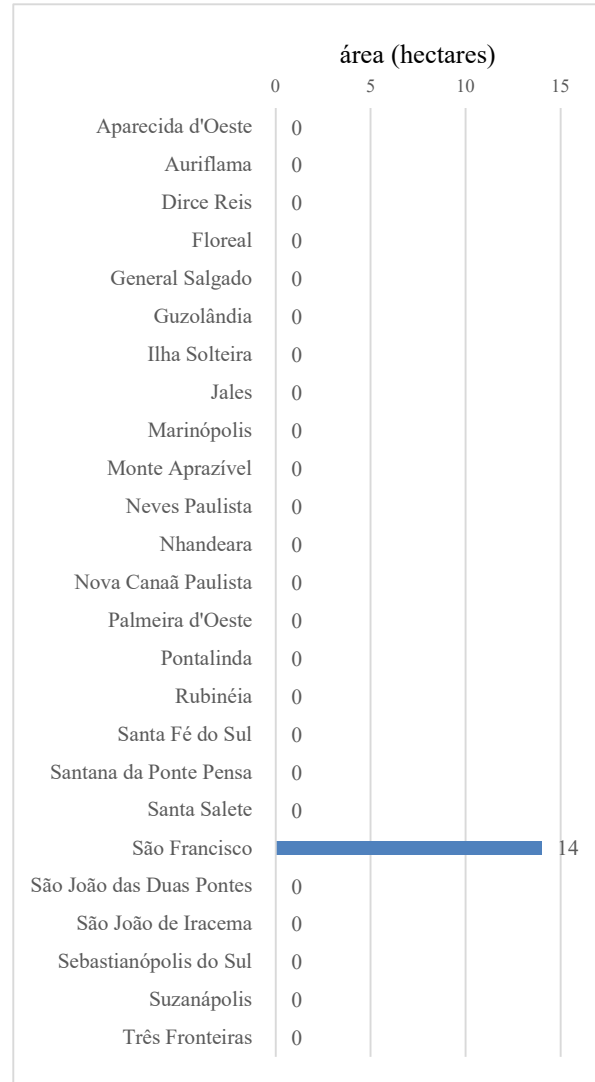 área (hectares)
0 5 10 15
Aparecida d'Oeste 0
Auriflama 0
Dirce Reis 0
Floreal 0
General Salgado 0
Guzolândia 0
Ilha Solteira 0
Jales 0
Marinópolis 0
Monte Aprazível 0
Neves Paulista 0
Nhandeara 0
Nova Canaã Paulista 0
Palmeira d'Oeste 0
Pontalinda 0
Rubinéia 0
Santa Fé do Sul 0
Santana da Ponte Pensa 0
Santa Salete 0
São Francisco 14
São João das Duas Pontes 0
São João de Iracema 0
Sebastianópolis do Sul 0
Suzanápolis 0
Três Fronteiras 0